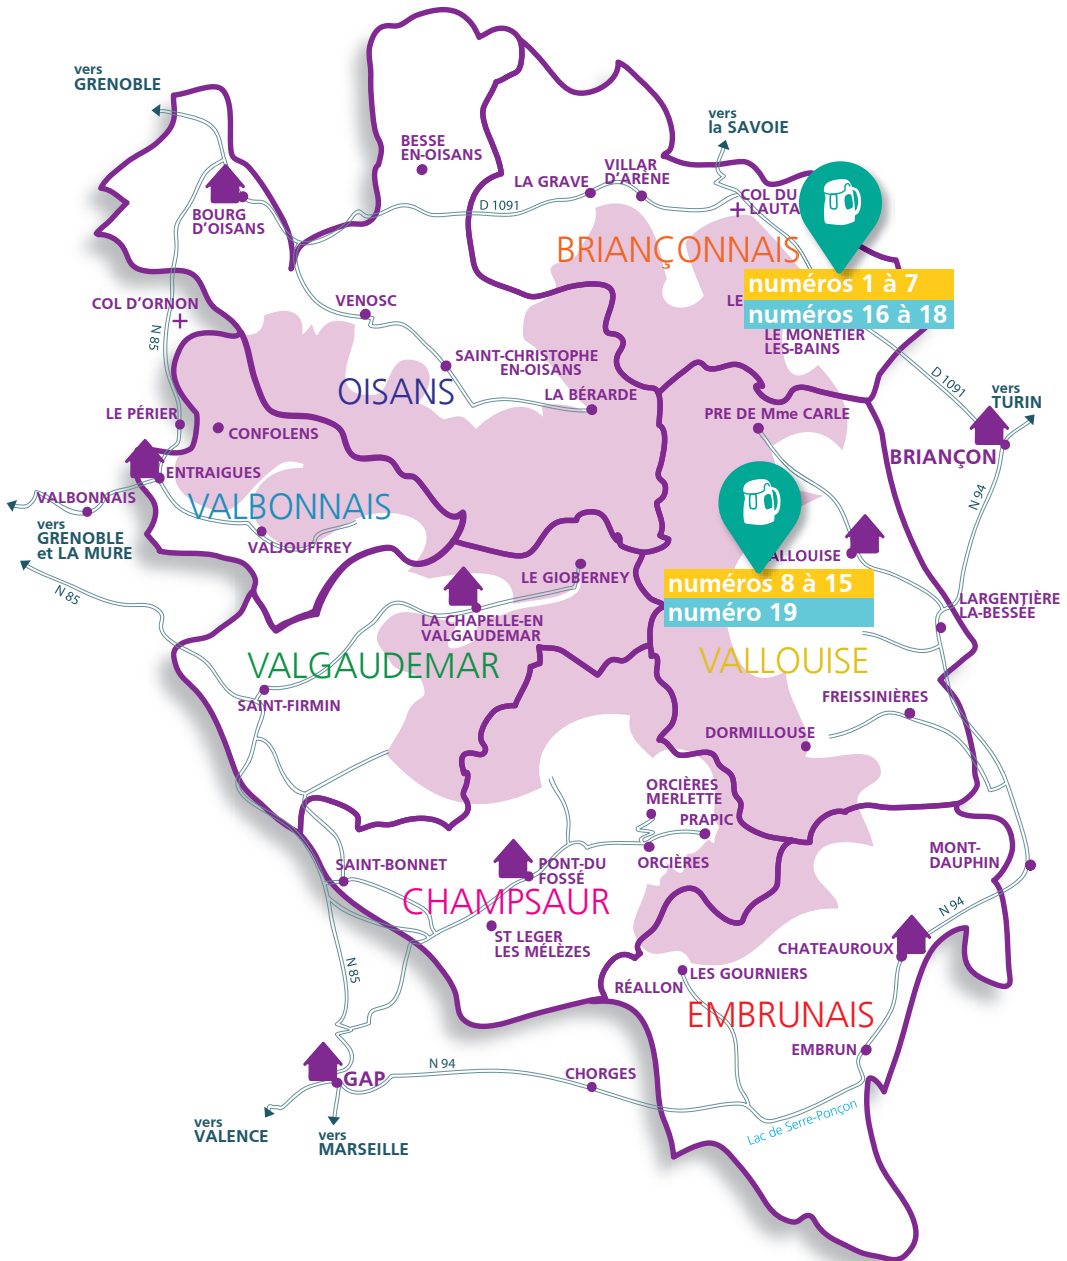 vers
GRENOBLE
vers
la SAVOIE
BESSE
EN-OISANS
VILLAR
D'ARÈNE
LA GRAVE
D 1091
COL DU
LAUTA
BOURG
D'OISANS
BRIANÇONNAIS
numéros 1 à 7
numéros 16 à 18
LE
LE MONETIER
LES-BAINS
COL D'ORNON
VENOSC
N 85
SAINT-CHRISTOPHE
EN-OISANS
OISANS
LA BÉRARDE
D 1091
vers
TURIN
LE PÉRIER
CONFOLENS
PRE DE Mme CARLE
BRIANÇON
ENTRAIGUES
VALBONNAIS
VALBONNAIS
N 94
vers
GRENOBLE
et LA MURE
VALJOUFFREY
ALLOUISE
numéros 8 à 15
numéro 19
LE GIOBERNEY
N 85
LARGENTIÈRE
LA-BESSÉE
LA CHAPELLE-EN
VALGAUDEMAR
VALGAUDEMAR
VALLOUISE
SAINT-FIRMIN
FREISSINIÈRES
DORMILLOUSE
ORCIÈRES
MERLETTE
PRAPIC
SAINT-BONNET
PONT-DU
FOSSÉ
ORCIÈRES
MONT-
DAUPHIN
CHAMPSAUR
N 94
ST LEGER
LES MÉLÈZES
CHATEAUROUX
N 85
LES GOURNIERS
RÉALLON
EMBRUNAIS
EMBRUN
N 94
GAP
CHORGES
Lac de Serre-Ponçon
vers
VALENCE
vers
MARSEILLE